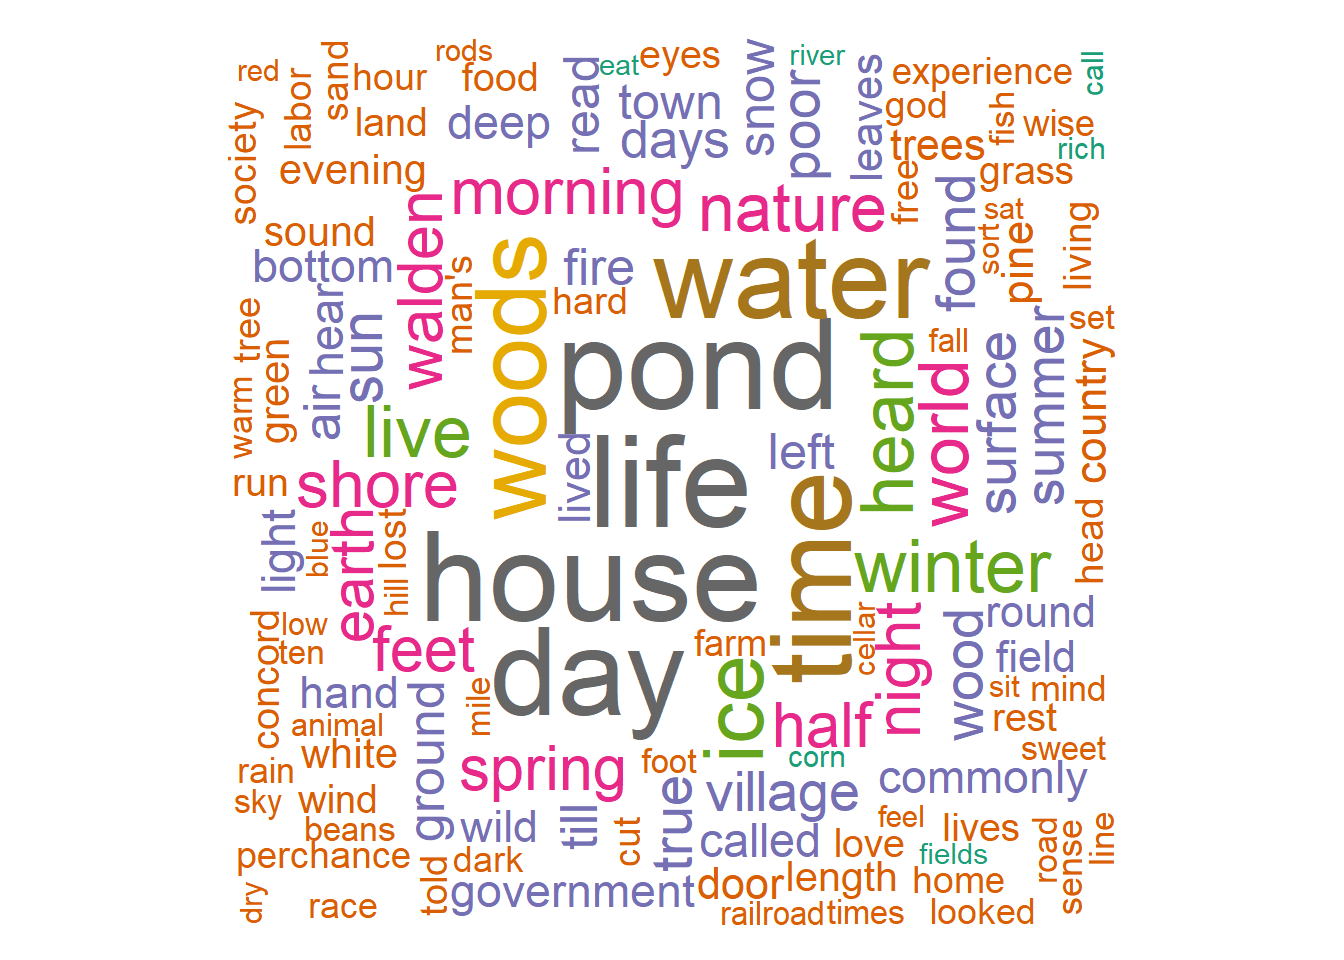 rods
red
labor
sand
hour
food
eat
eyes
read
town
snow
river
poor
leaves
experience
call
society
land
deep
days
god
fish
wise
trees
rich
evening
morning
nature
free
found
grass
sound
walden
woods
fire
water
sat
sort
pine
living
bottom
man's
hard
tree
air
hear
sun
pond
heard
fall
world
surface
summer
set
country
warm
green
live
lived
life
left
run
shore
time
head
light
blue
earth
hill
lost
house
winter
low
ten
feet
farm
cellar
night
wood
round
field
concord
hand
mile
day
ice
half
sit
mind
rest
animal
white
ground
spring
foot
corn
sweet
rain
sky
wind
village
commonly
beans
wild
till
cut
true
called
love
feel
lives
road
sense
line
perchance
dark
fields
dry
race
told
government
door
length
home
railroad
times
looked